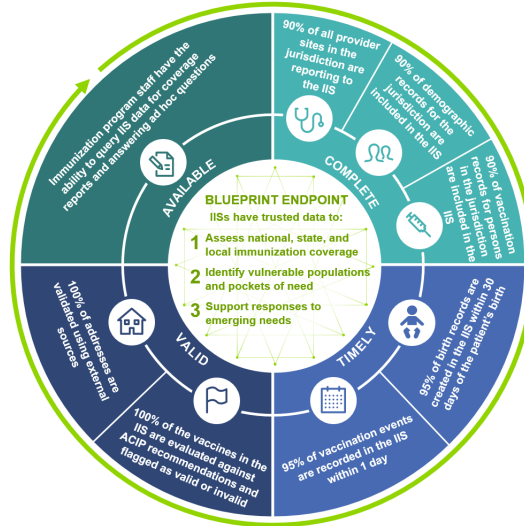 BLUEPRINT ENDPOINT
IISs have trusted data to:
1 Assess national, state, and
local immunization coverage
2 Identify vulnerable populations
and pockets of need
3 Support responses to
emerging needs
COMPLETE
90% of all provider
sites in the
jurisdiction are
reporting to
the IIS
90% of demographic
records for the
jurisdiction are
included in the IIS
90% of vaccination
records for persons
in the jurisdiction
are included in the
IIS
TIMELY
95% of birth records are
created in the IIS within 30
days of the patient's birth
95% of vaccination events
are recorded in the IIS
within 1 day
VALID
100% of the vaccines in the
IIS are evaluated against
ACIP recommendations and
flagged as valid or invalid
100% of addresses are
validated using external
sources
AVAILABLE
Immunization program staff have the
ability to query IIS data for coverage
reports and answering ad hoc questions